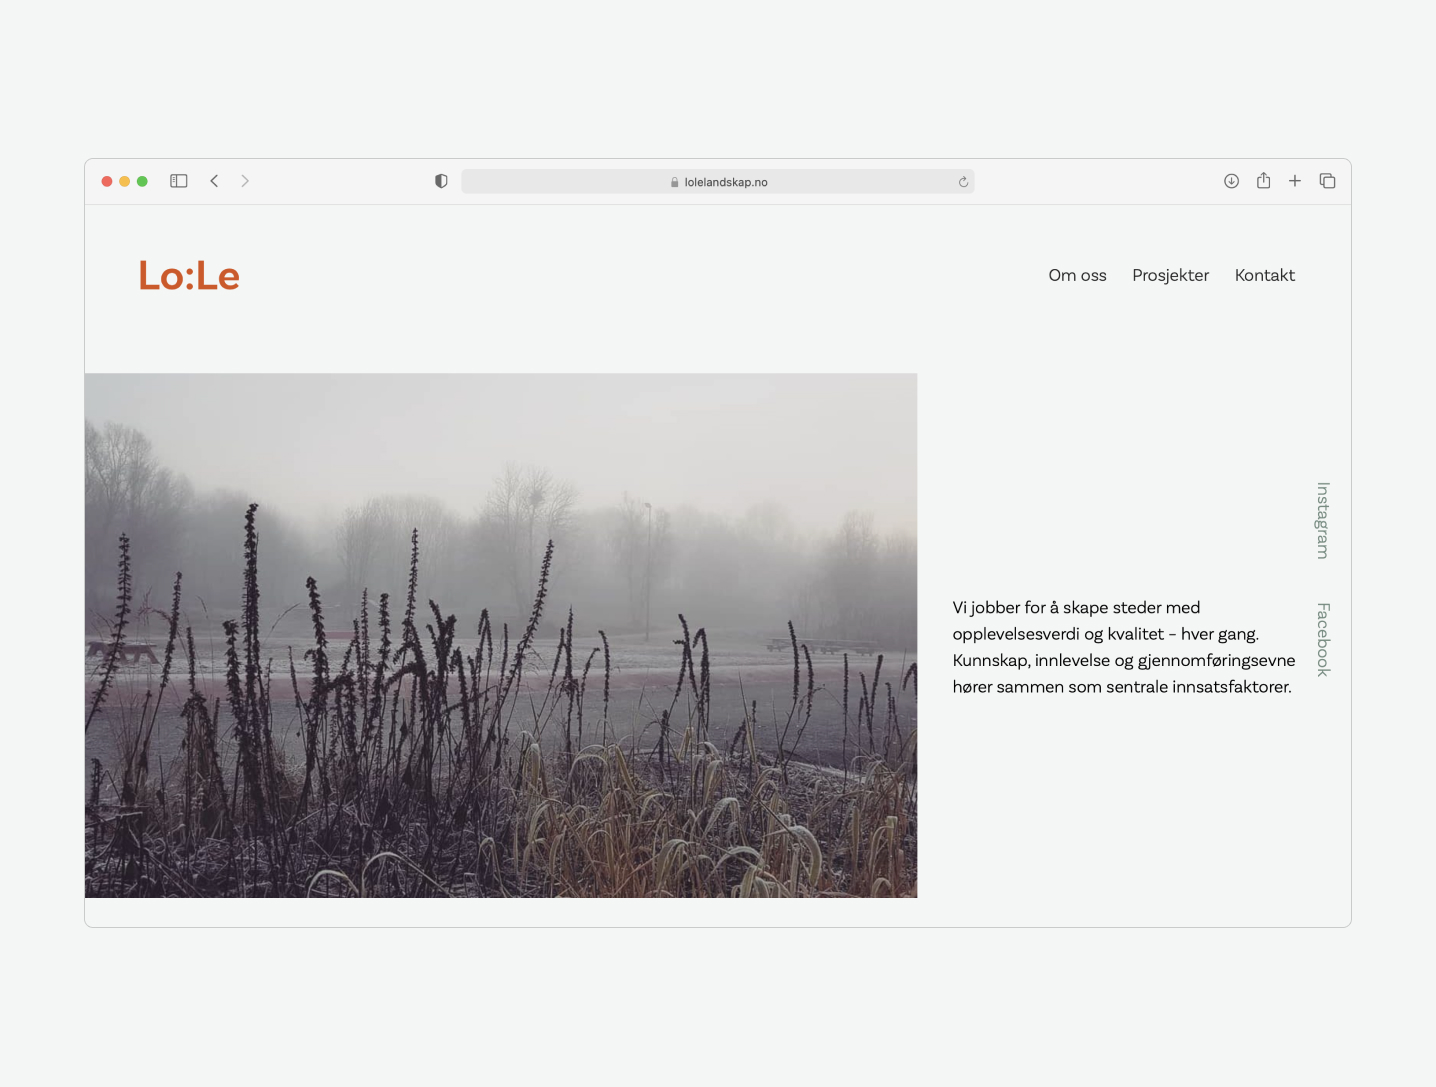 lolelandskap.no
Lo:Le
Om oss Prosjekter Kontakt
Vi jobber for å skape steder med
opplevelsesverdi og kvalitet – hver gang.
Kunnskap, innlevelse og gjennomføringsevne
hører sammen som sentrale innsatsfaktorer.
Instagram
Facebook